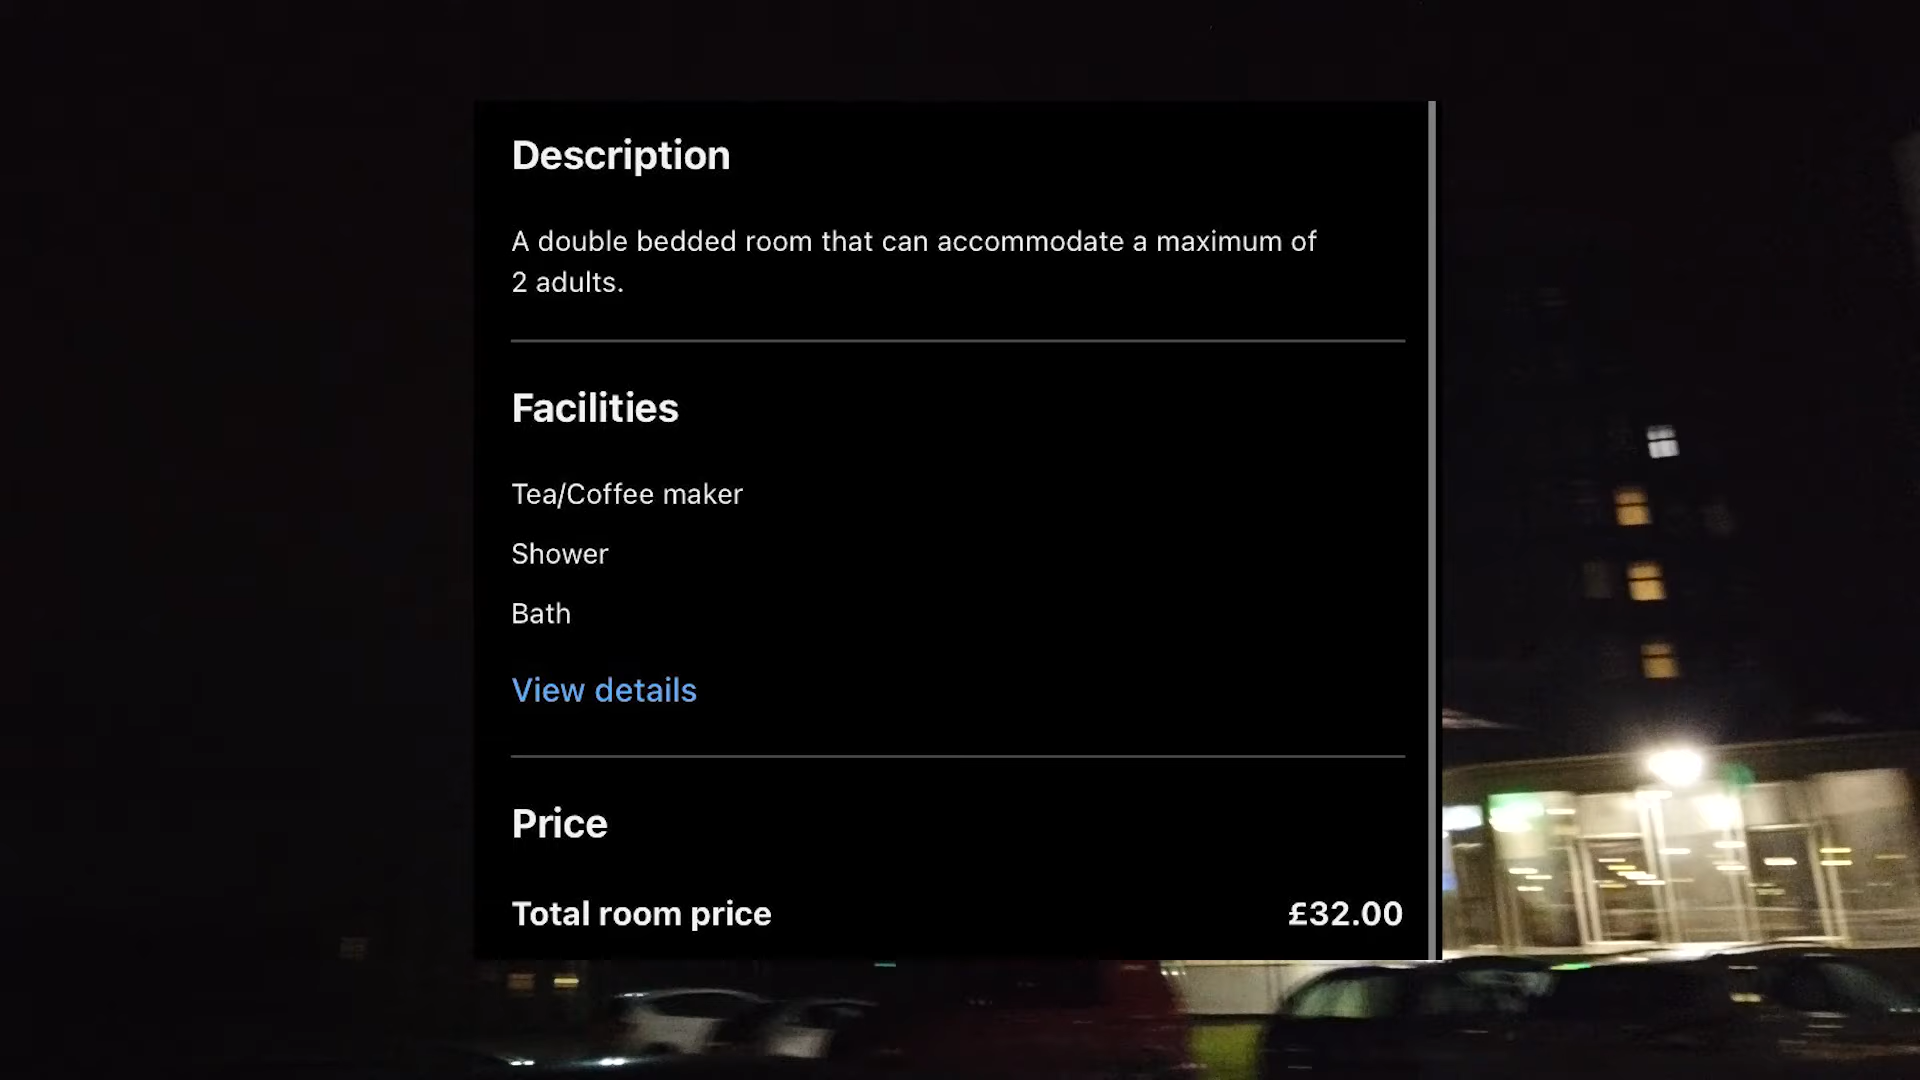 Description
A double bedded room that can accommodate a maximum of
2 adults.
Facilities
Tea/Coffee maker
Shower
Bath
View details
Price
Total room price £32.00